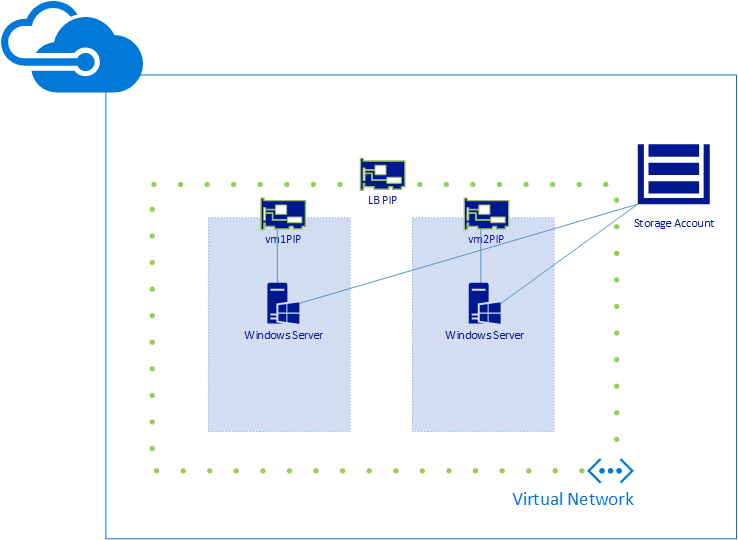 LB PIP
Storage Account
vm1PIP
vm2PIP
Windows Server
Windows Server
Virtual Network